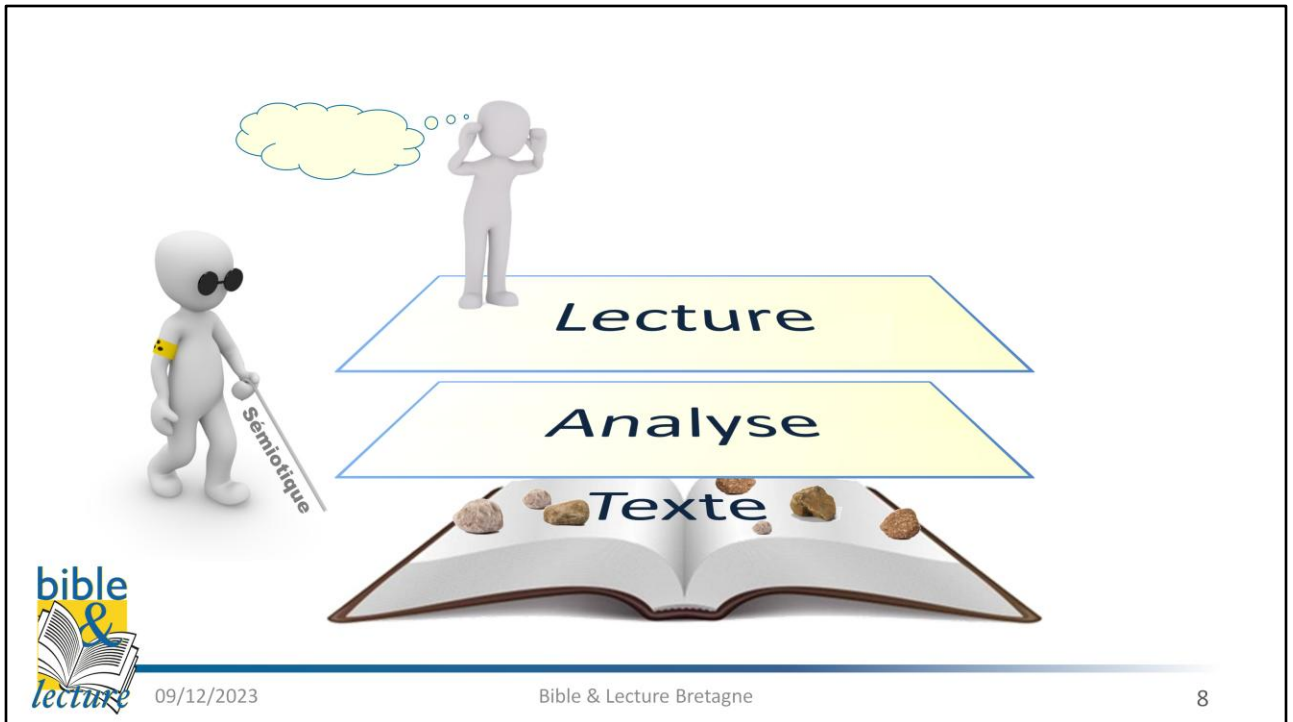 Lecture
Analyse
Sémiotique
Texte
bible
&
lecture
09/12/2023
Bible & Lecture Bretagne
8